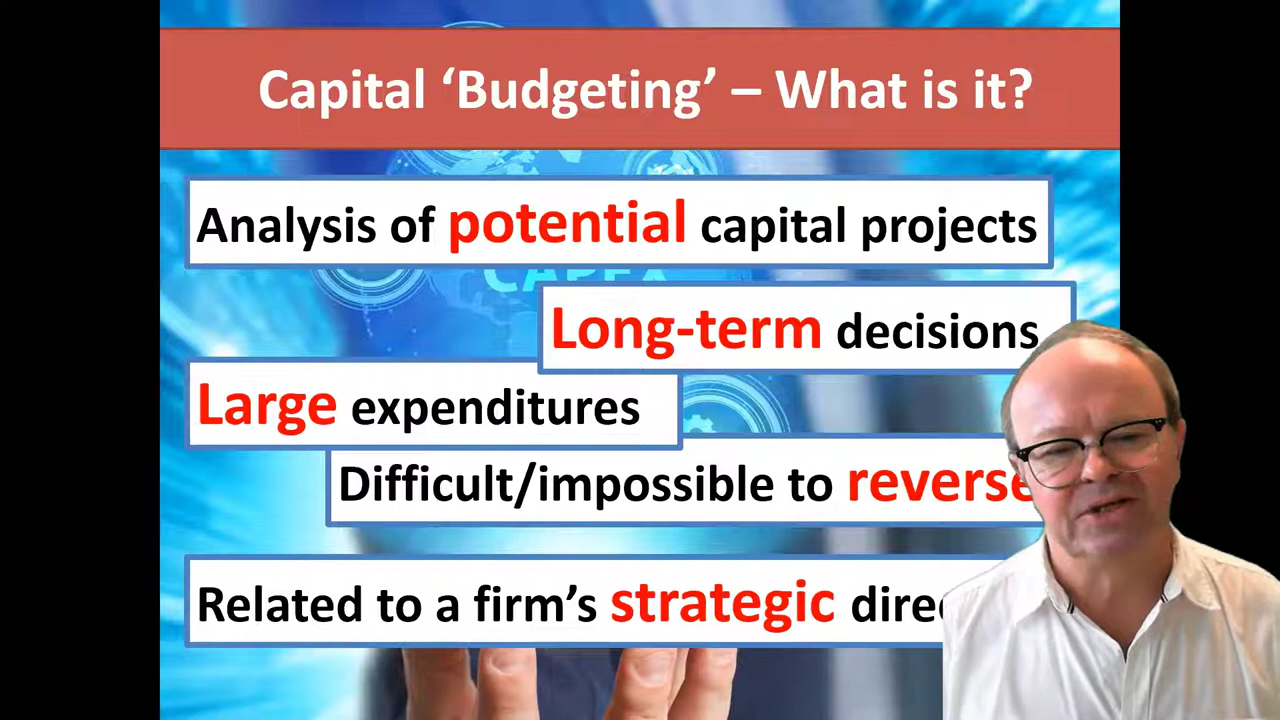 Capital ‘Budgeting’ – What is it?
Analysis of potential capital projects
CAPEX
Long-term decisions
Large expenditures
Difficult/impossible to reverse
Related to a firm’s strategic